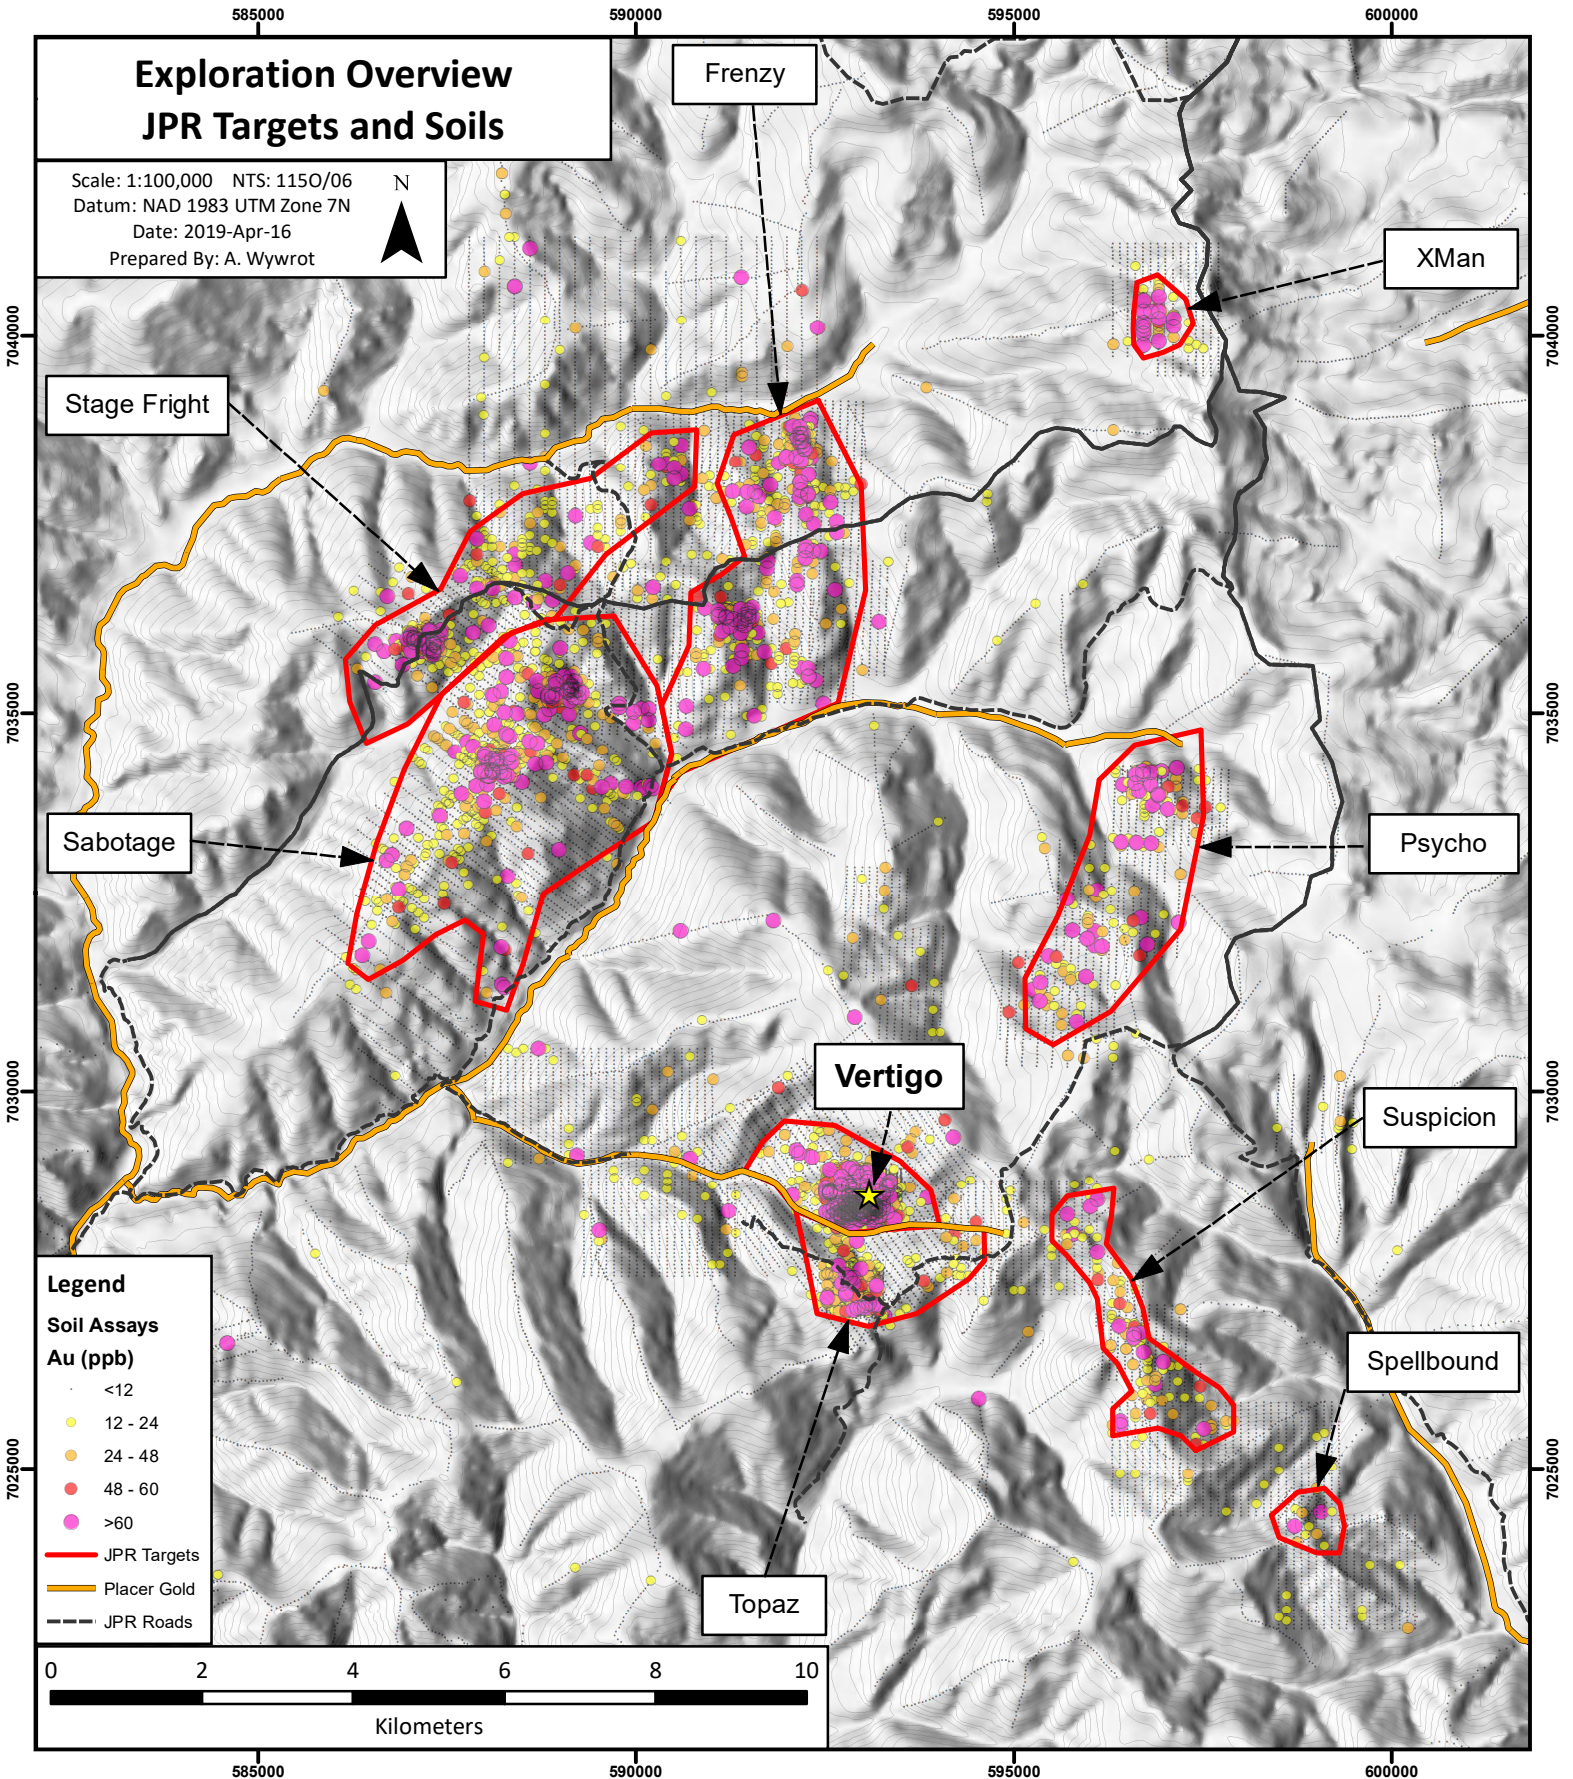 585000
590000
595000
600000
Exploration Overview
JPR Targets and Soils
Scale: 1:100,000 NTS: 115O/06
Datum: NAD 1983 UTM Zone 7N
Date: 2019-Apr-16
Prepared By: A. Wywrot
N
Frenzy
XMan
7040000
7040000
Stage Fright
7035000
7035000
Sabotage
Psycho
7030000
7030000
Vertigo
Suspicion
Spellbound
7025000
7025000
Topaz
Legend
Soil Assays
Au (ppb)
<12
12 - 24
24 - 48
48 - 60
>60
JPR Targets
Placer Gold
JPR Roads
0 2 4 6 8 10
Kilometers
585000
590000
595000
600000